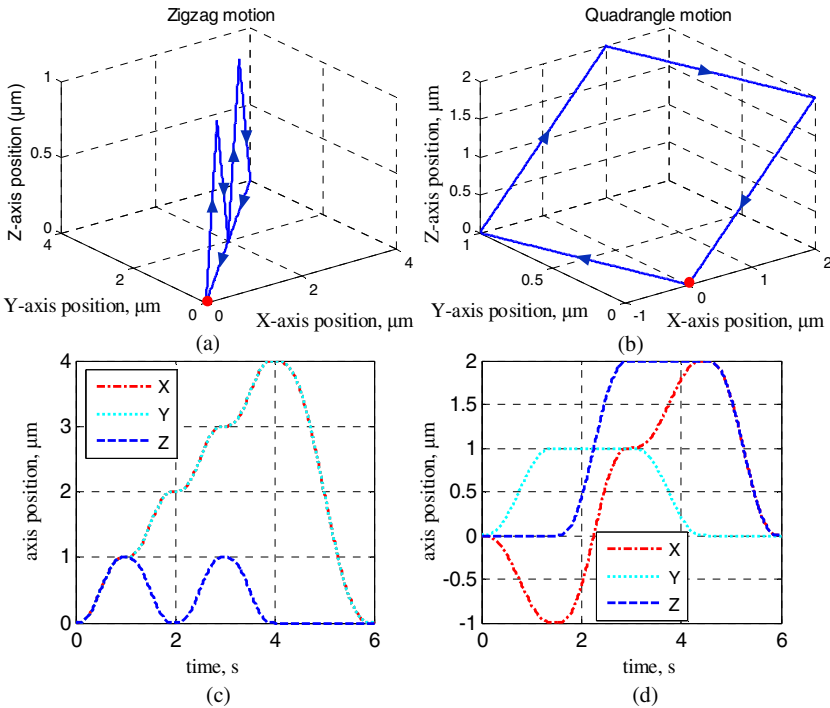 Zigzag motion
Z-axis position (μm)
1
0.5
0
4
2
0
0
2
4
Y-axis position, μm
X-axis position, μm
(a)
Quadrangle motion
Z-axis position, μm
2
1.5
1
0.5
0
1
0.5
0
-1
0
1
2
Y-axis position, μm
X-axis position, μm
(b)
axis position, μm
4
3
2
1
0
X
Y
Z
0
2
4
6
time, s
(c)
axis position, μm
2
1.5
1
0.5
0
-0.5
-1
X
Y
Z
0
2
4
6
time, s
(d)